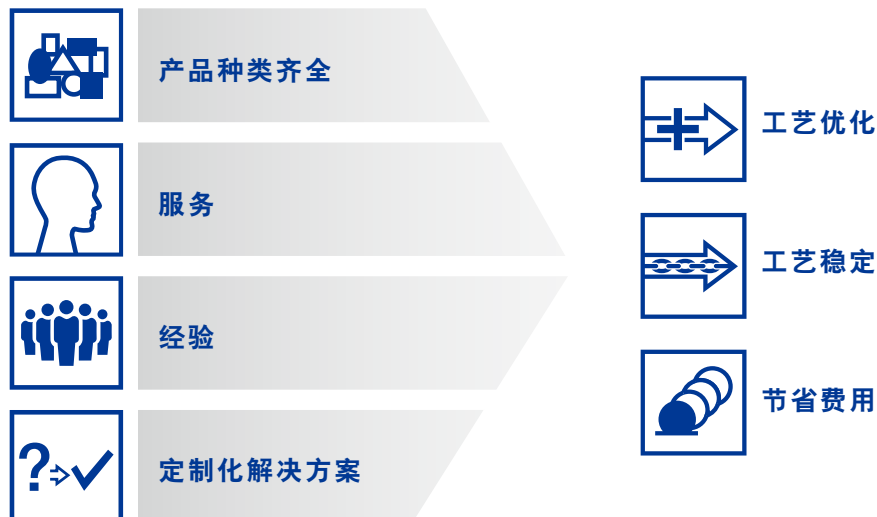 产品种类齐全
服务
经验
定制化解决方案
工艺优化
工艺稳定
节省费用